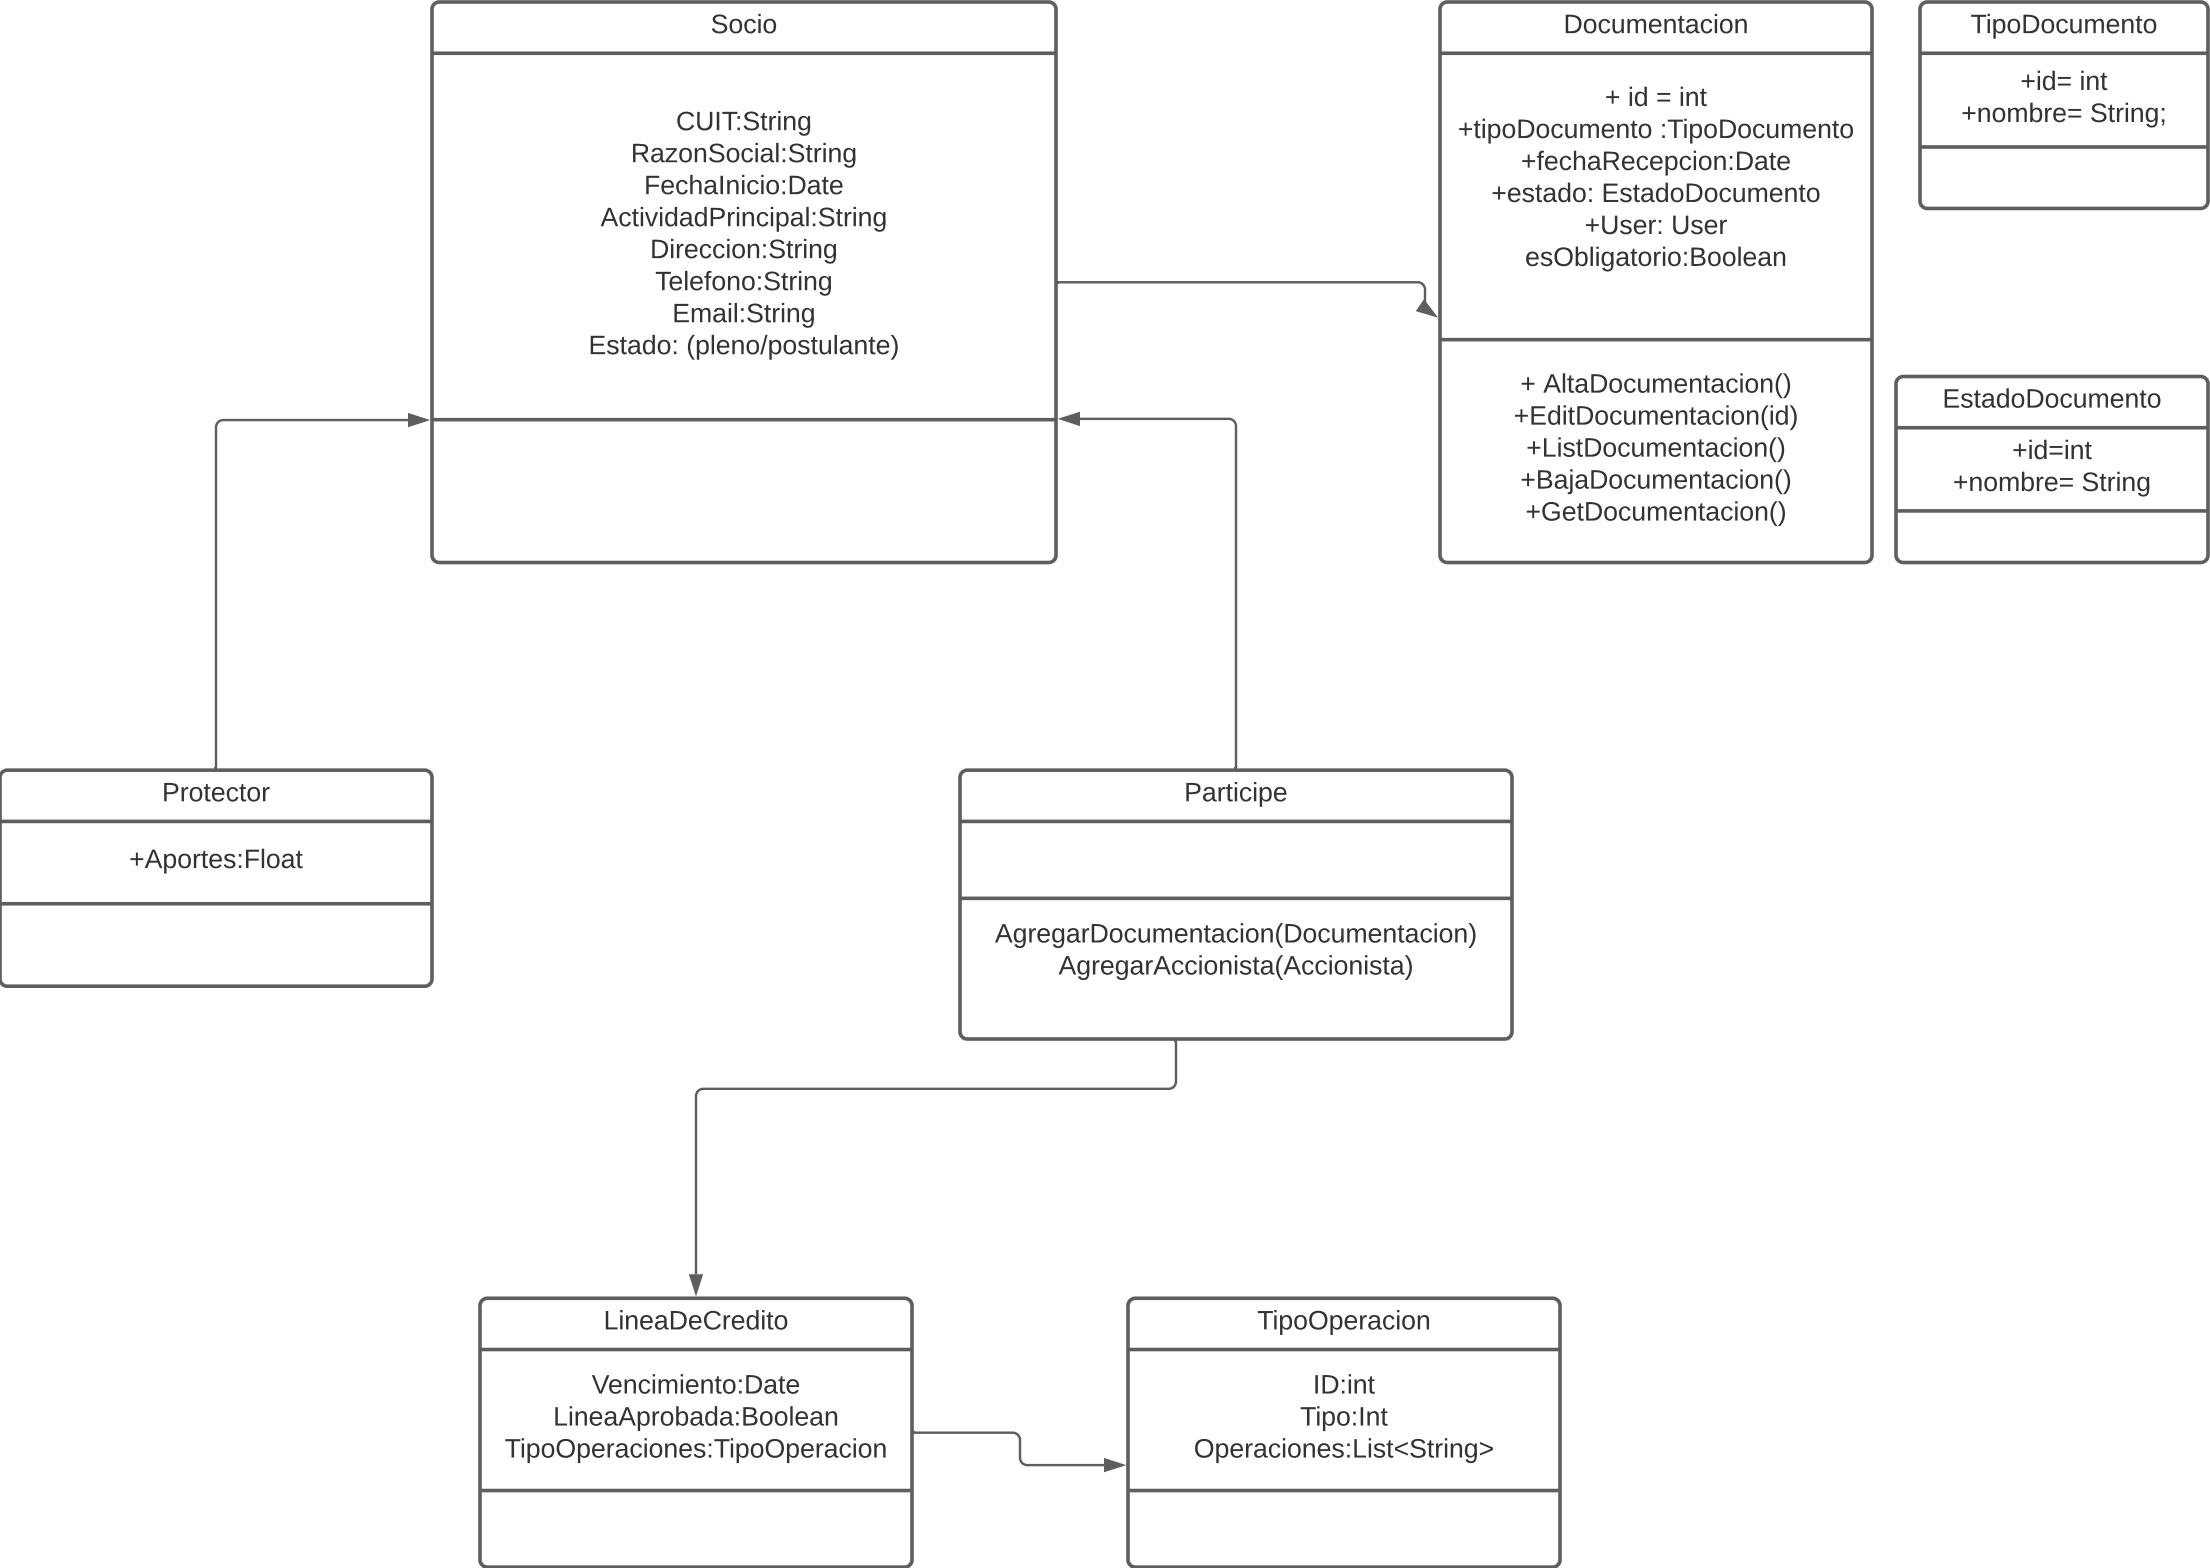 Socio
CUIT:String
RazonSocial:String
FechaInicio:Date
ActividadPrincipal:String
Direccion:String
Telefono:String
Email:String
Estado: (pleno/postulante)
Documentacion
+ id = int
+tipoDocumento :TipoDocumento
+fechaRecepcion:Date
+estado: EstadoDocumento
+User: User
esObligatorio:Boolean
+ AltaDocumentacion()
+EditDocumentacion(id)
+ListDocumentacion()
+BajaDocumentacion()
+GetDocumentacion()
TipoDocumento
+id= int
+nombre= String;
EstadoDocumento
+id=int
+nombre= String
Protector
+Aportes:Float
Participe
AgregarDocumentacion(Documentacion)
AgregarAccionista(Accionista)
LineaDeCredito
Vencimiento:Date
LineaAprobada:Boolean
TipoOperaciones:TipoOperacion
TipoOperacion
ID:int
Tipo:Int
Operaciones:List<String>